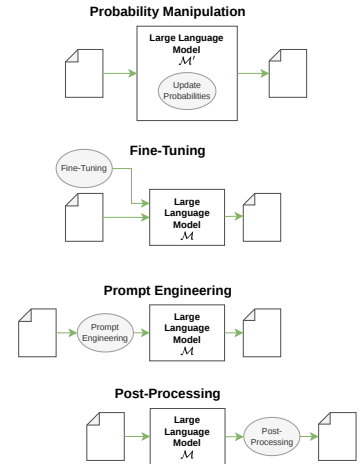 Probability Manipulation
Large Language
Model
ℳ′
Update
Probabilities
Fine-Tuning
Fine-Tuning
Large
Language
Model
ℳ
Prompt Engineering
Prompt
Engineering
Large
Language
Model
ℳ
Post-Processing
Large
Language
Model
ℳ
Post-
Processing